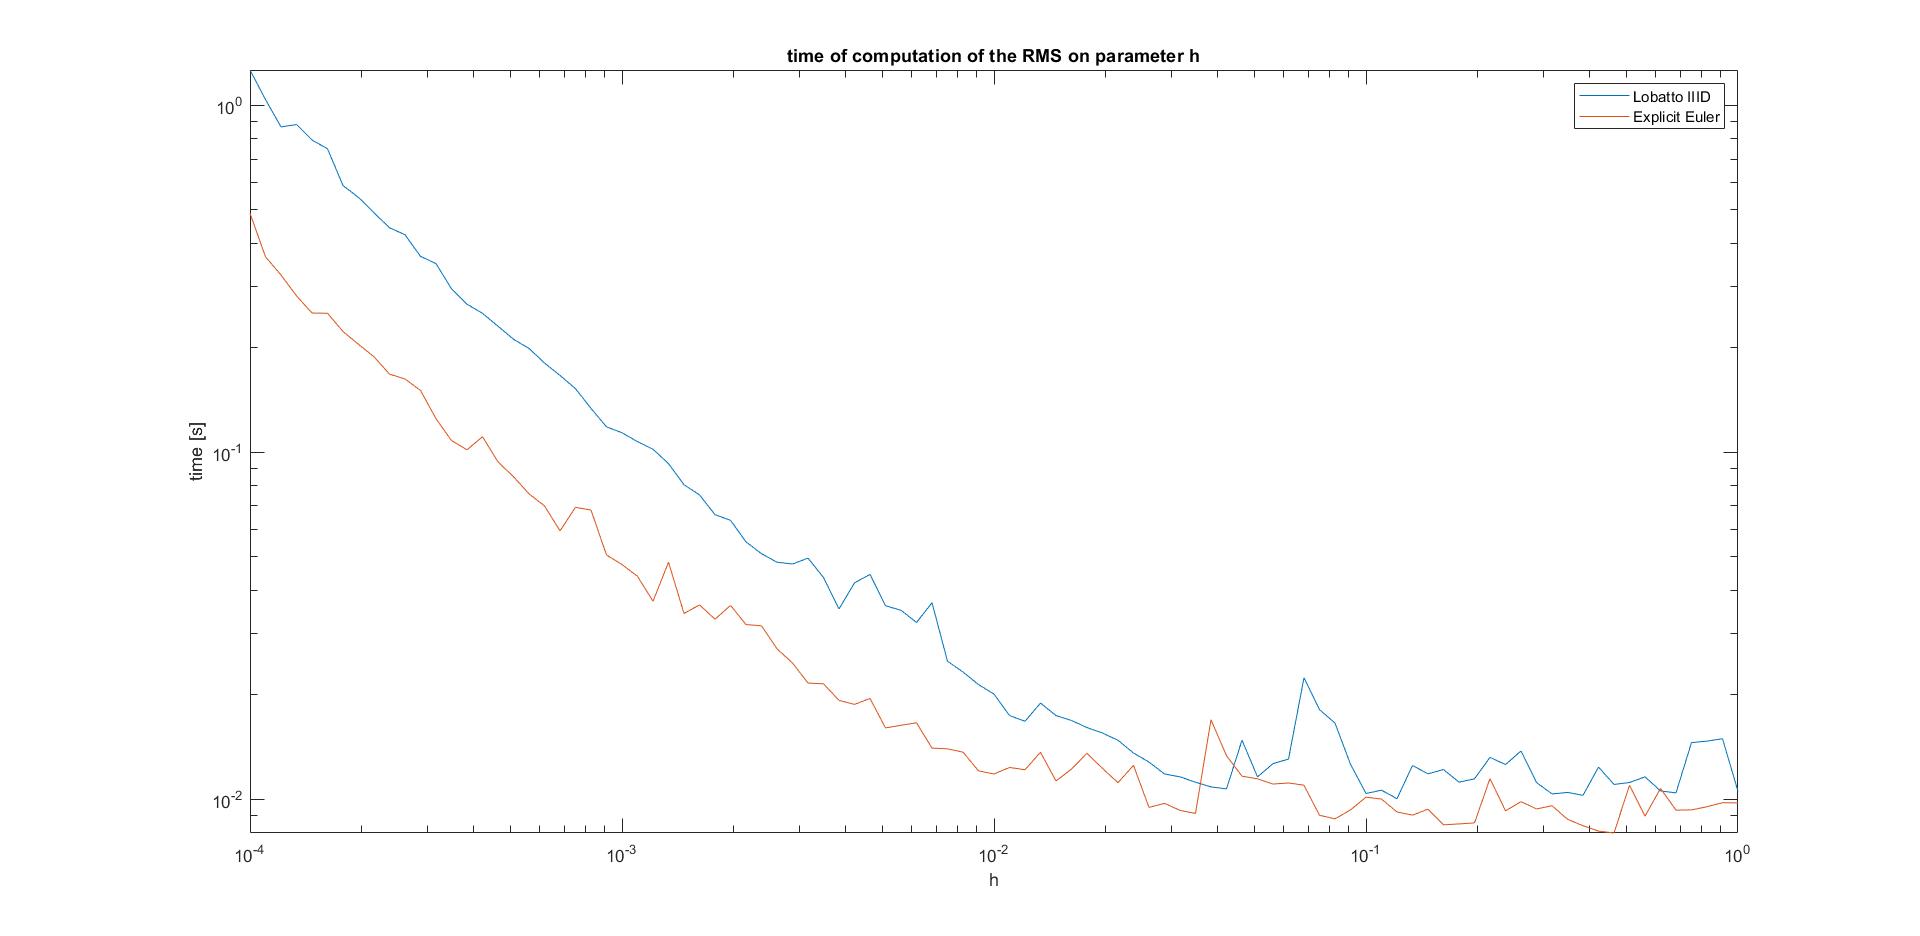 time of computation of the RMS on parameter h
Lobatto IIID
Explicit Euler
10^0
10^-1
10^-2
time [s]
10^-4 10^-3 10^-2 10^-1 10^0
h